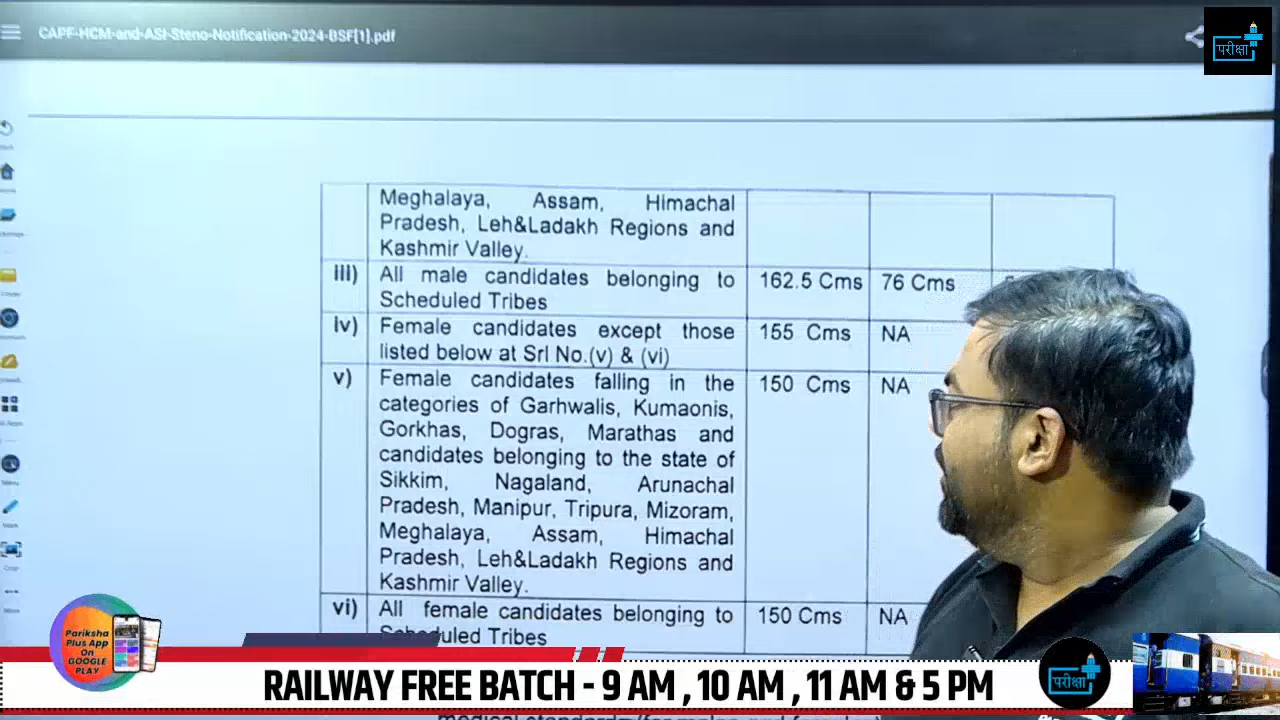 CAPF-HCM-and-ASI-Steno-Notification-2024-BSF[1].pdf
परीक्षा
Meghalaya, Assam, Himachal
Pradesh, Leh&Ladakh Regions and
Kashmir Valley.
iii) All male candidates belonging to 162.5 Cms 76 Cms
Scheduled Tribes
iv) Female candidates except those 155 Cms NA
listed below at Srl No.(v) & (vi)
v) Female candidates falling in the 150 Cms NA
categories of Garhwalis, Kumaonis,
Gorkhas, Dogras, Marathas and
candidates belonging to the state of
Sikkim, Nagaland, Arunachal
Pradesh, Manipur, Tripura, Mizoram,
Meghalaya, Assam, Himachal
Pradesh, Leh&Ladakh Regions and
Kashmir Valley.
vi) All female candidates belonging to 150 Cms NA
Scheduled Tribes
Pariksha
Plus App
On
GOOGLE
PLAY
RAILWAY FREE BATCH - 9 AM , 10 AM , 11 AM & 5 PM
परीक्षा